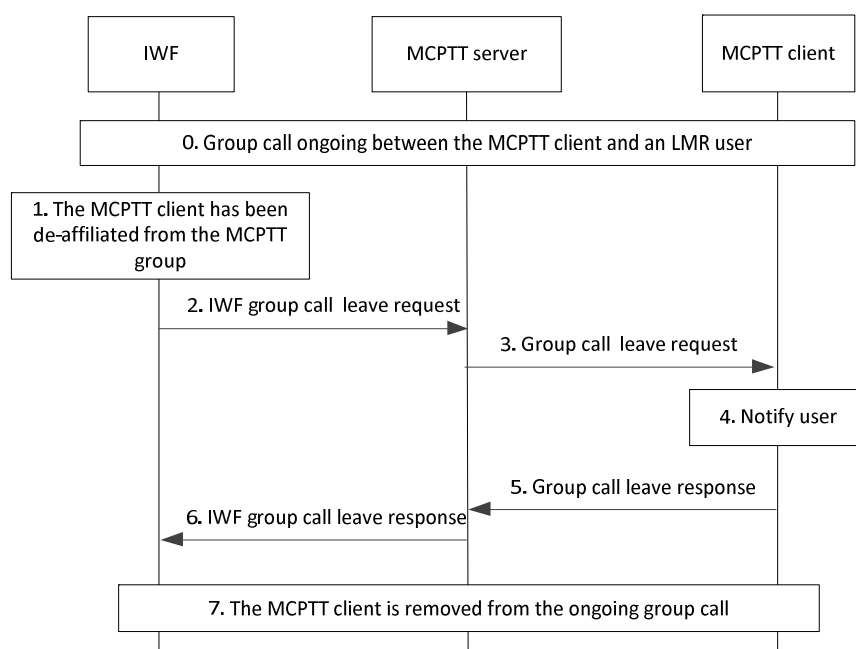 IWF
MCPTT server
MCPTT client
0. Group call ongoing between the MCPTT client and an LMR user
1. The MCPTT client has been
de-affiliated from the MCPTT
group
2. IWF group call leave request
3. Group call leave request
4. Notify user
5. Group call leave response
6. IWF group call leave response
7. The MCPTT client is removed from the ongoing group call